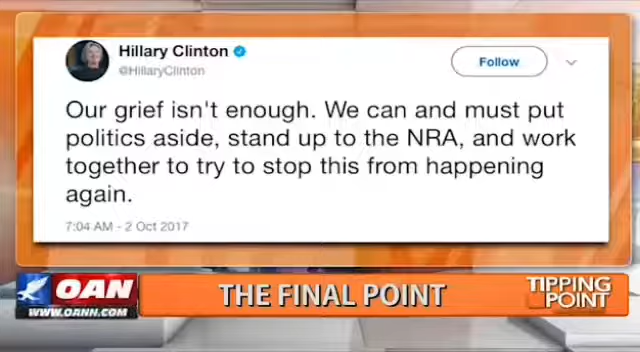 Hillary Clinton
@HillaryClinton
Follow
Our grief isn't enough. We can and must put
politics aside, stand up to the NRA, and work
together to try to stop this from happening
again.
7:04 AM - 2 Oct 2017
OAN
WWW.OANN.COM
THE FINAL POINT
TIPPING
POINT